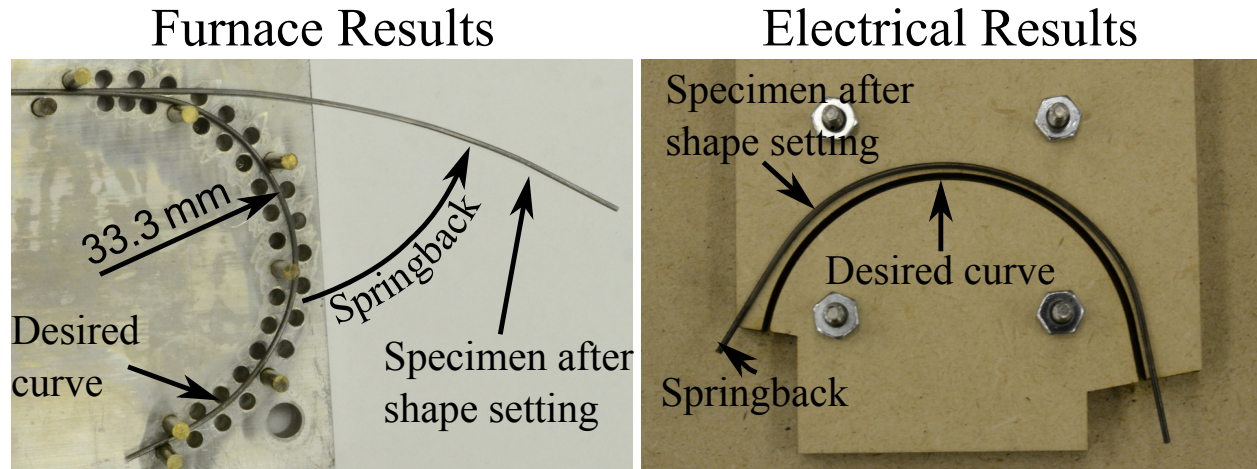 Furnace Results
33.3 mm
Springback
Desired
curve
Specimen after
shape setting
Electrical Results
Specimen after
shape setting
Desired curve
Springback